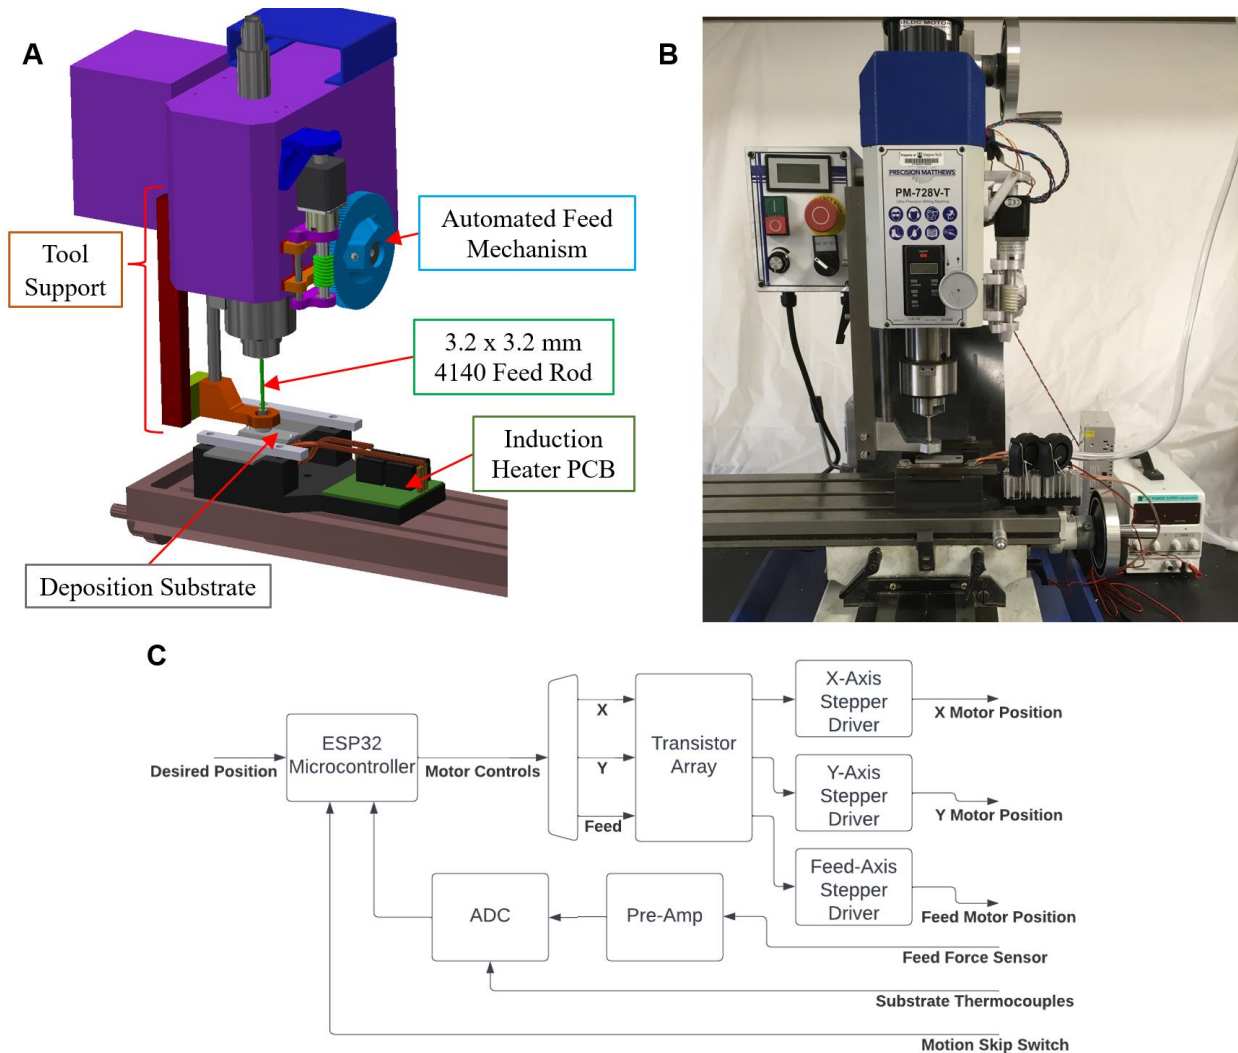 A
B
Tool
Support
Automated Feed
Mechanism
3.2 x 3.2 mm
4140 Feed Rod
Induction
Heater PCB
Deposition Substrate
PRECISION MATTHEWS
PM-728V-T
C
ESP32
Microcontroller
Desired Position
Motor Controls
X
Y
Feed
Transistor
Array
X-Axis
Stepper
Driver
X Motor Position
Y-Axis
Stepper
Driver
Y Motor Position
Feed-Axis
Stepper
Driver
Feed Motor Position
ADC
Pre-Amp
Feed Force Sensor
Substrate Thermocouples
Motion Skip Switch